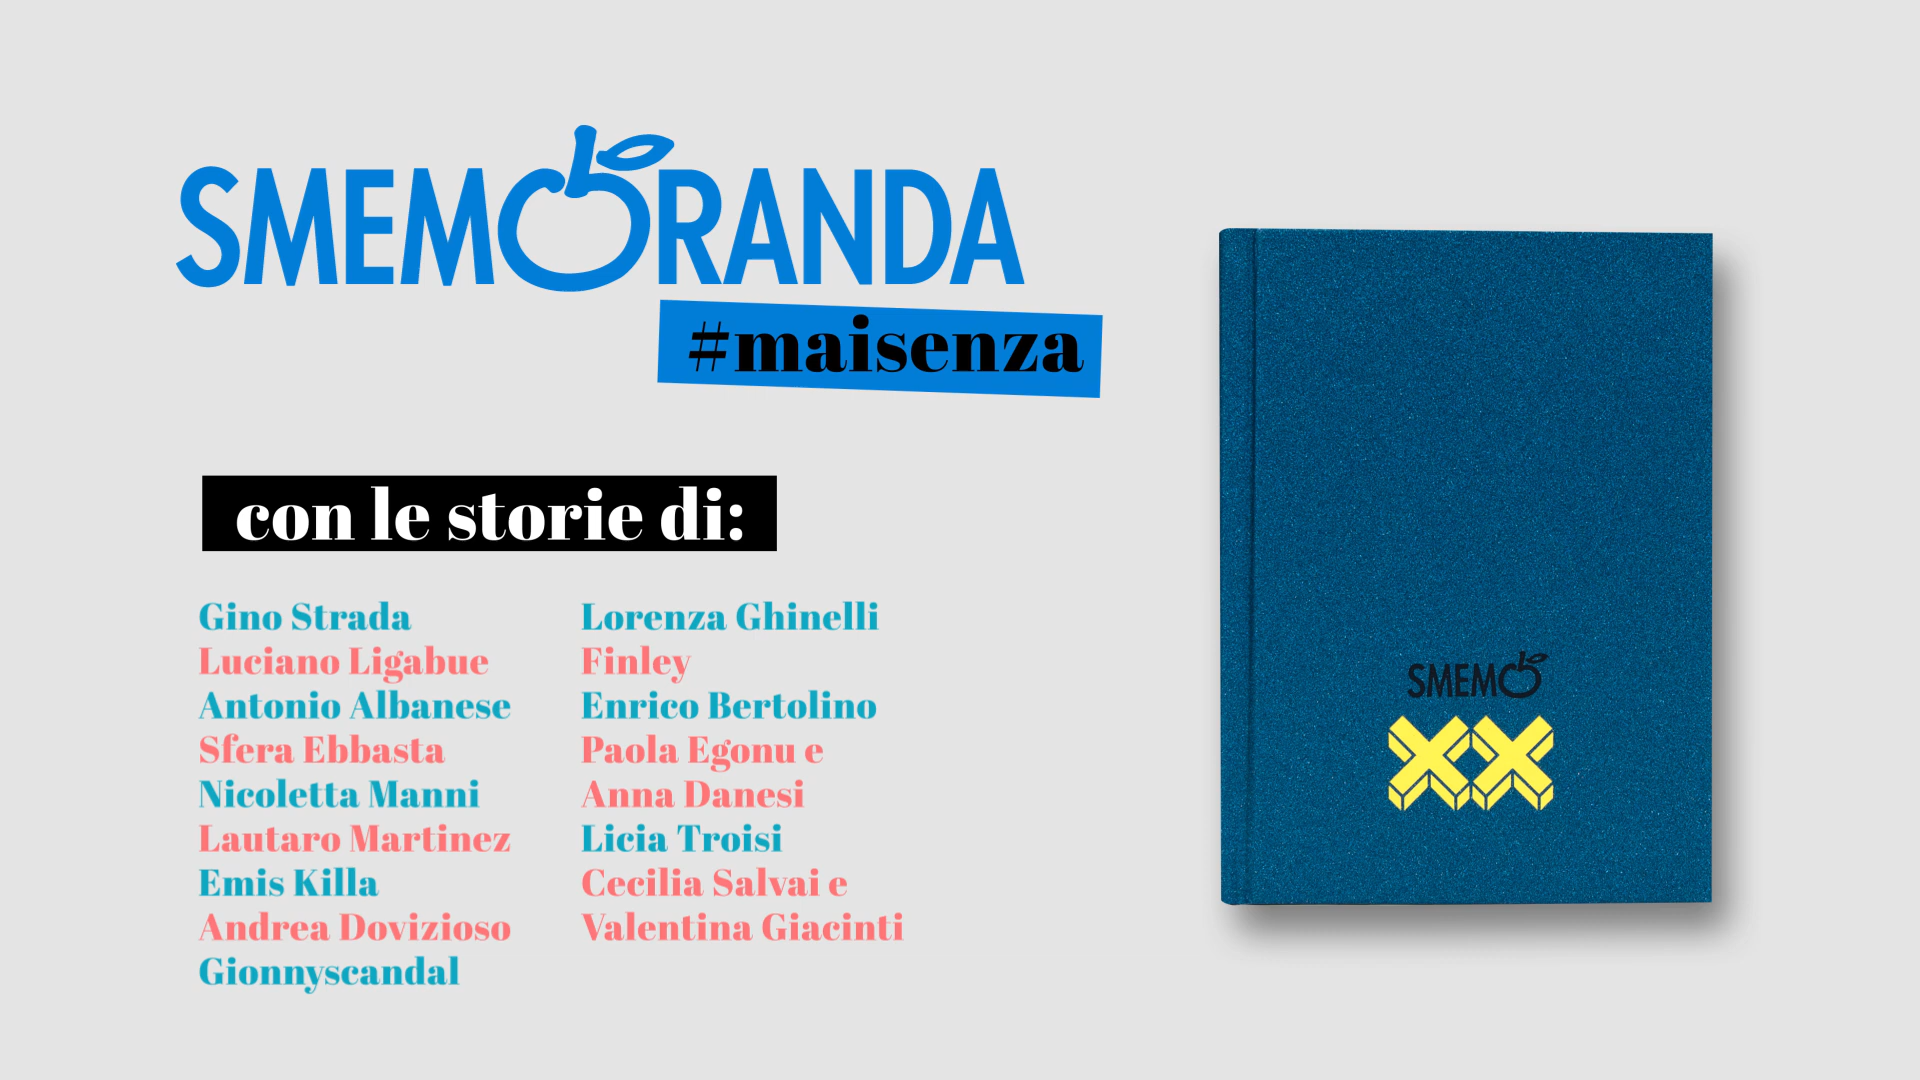 SMEMORANDA
#maisenza
con le storie di:
Gino Strada
Luciano Ligabue
Antonio Albanese
Sfera Ebbasta
Nicoletta Manni
Lautaro Martinez
Emis Killa
Andrea Dovizioso
Gionnyscandal
Lorenza Ghinelli
Finley
Enrico Bertolino
Paola Egonu e
Anna Danesi
Licia Troisi
Cecilia Salvai e
Valentina Giacinti
SMEMO
XX